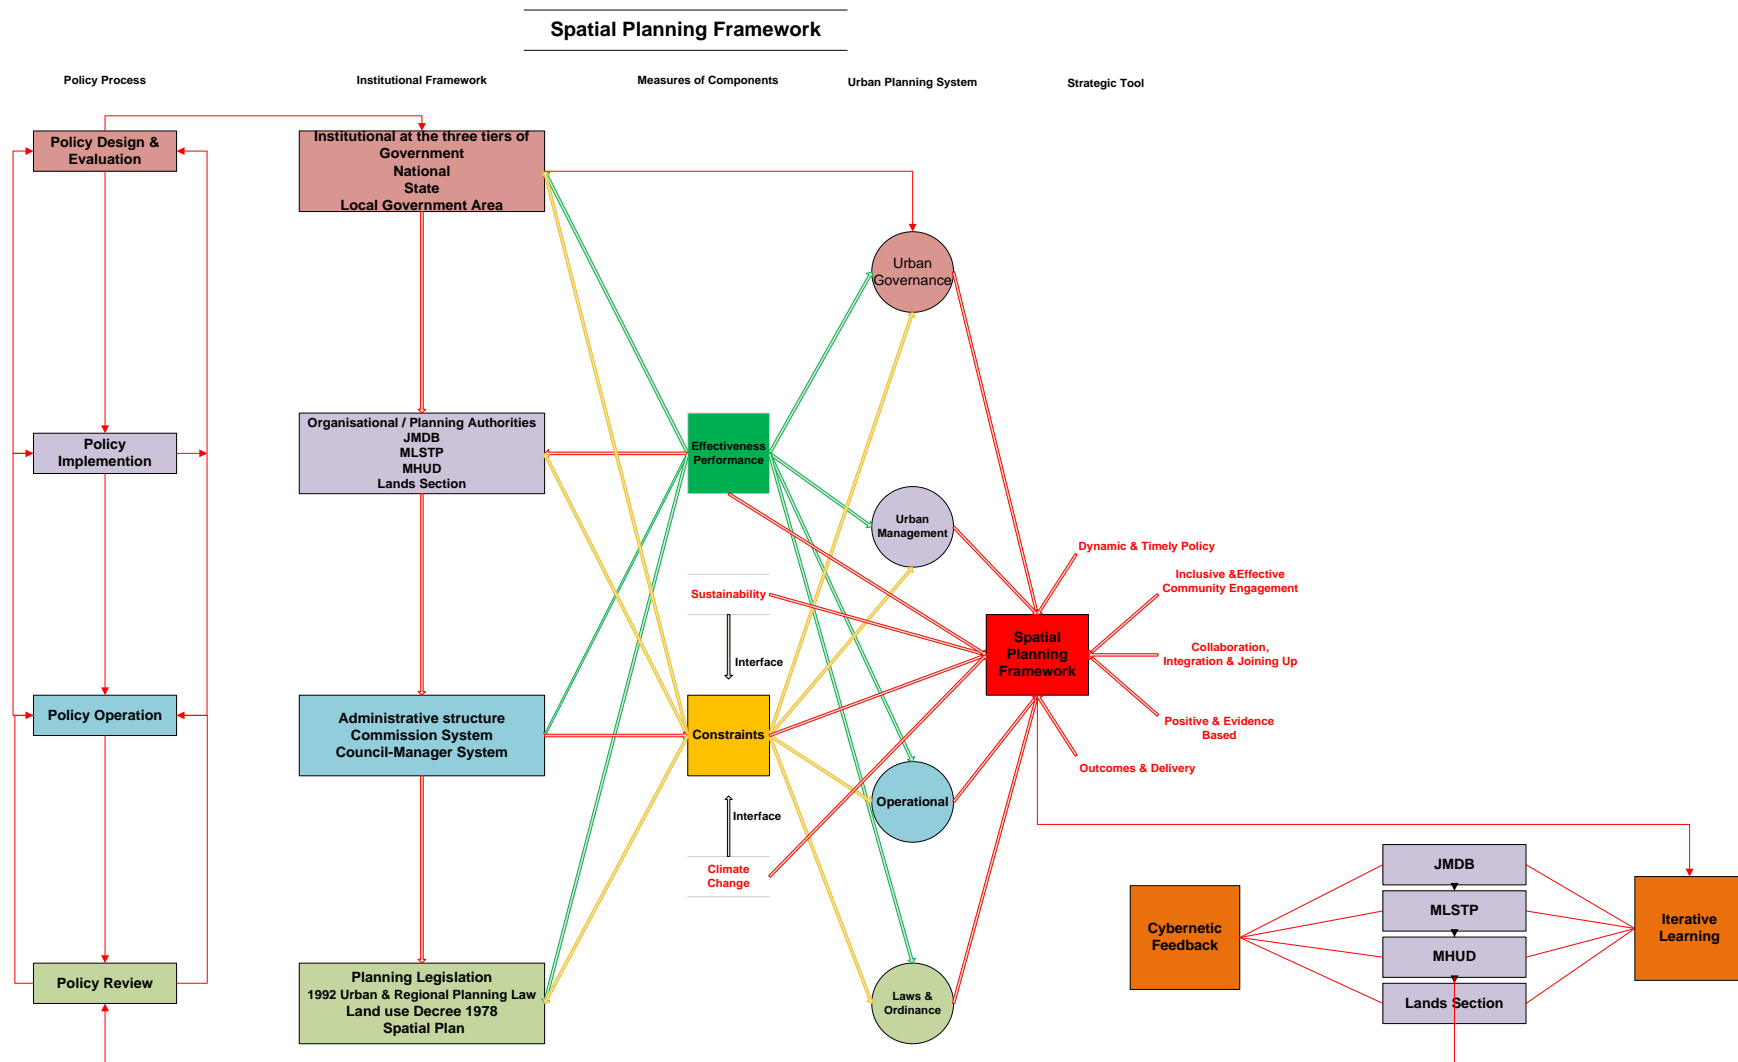 Spatial Planning Framework
Policy Process
Institutional Framework
Measures of Components
Urban Planning System
Strategic Tool
Policy Design &
Evaluation
Policy
Implemention
Policy Operation
Policy Review
Institutional at the three tiers of
Government
National
State
Local Government Area
Organisational / Planning Authorities
JMDB
MLSTP
MHUD
Lands Section
Administrative structure
Commission System
Council-Manager System
Planning Legislation
1992 Urban & Regional Planning Law
Land use Decree 1978
Spatial Plan
Effectiveness
Performance
Sustainability
Interface
Constraints
Interface
Climate
Change
Urban
Governance
Urban
Management
Operational
Laws &
Ordinance
Spatial
Planning
Framework
Dynamic & Timely Policy
Inclusive &Effective
Community Engagement
Collaboration,
Integration & Joining Up
Positive & Evidence
Based
Outcomes & Delivery
Cybernetic
Feedback
JMDB
MLSTP
MHUD
Lands Section
Iterative
Learning